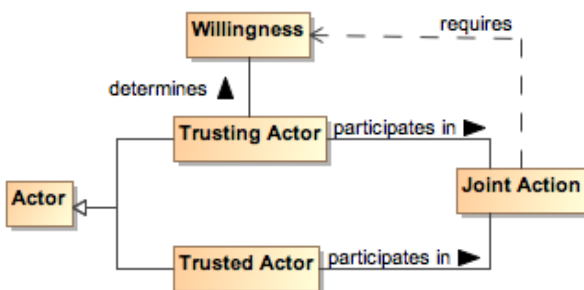 Willingness
requires
determines
Trusting Actor
participates in
Actor
Joint Action
Trusted Actor
participates in